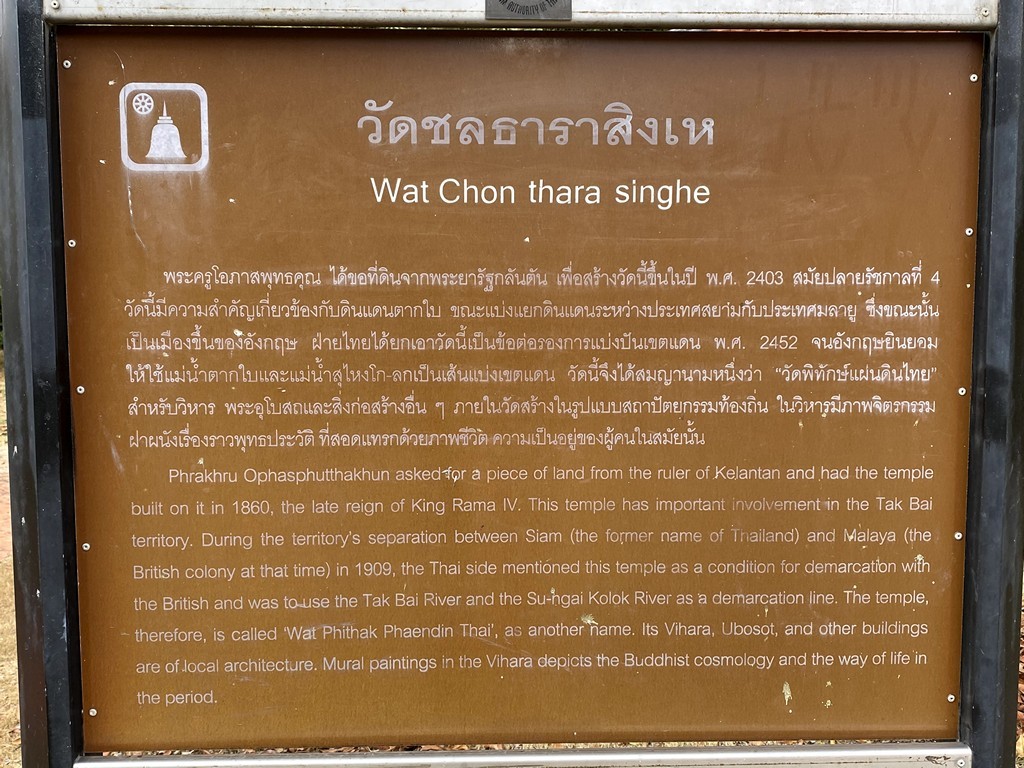 AUTHORITY OF
วัดชลธาราสิงเห
Wat Chon thara singhe
พระครูโอภาสพุทธคุณ ได้ขอที่ดินจากพระยารัฐกลันตัน เพื่อสร้างวัดนี้ขึ้นในปี พ.ศ. 2403 สมัยปลายรัชกาลที่ 4
วัดนี้มีความสำคัญเกี่ยวข้องกับดินแดนตากใบ ขณะแบ่งแยกดินแดนระหว่างประเทศสยามกับประเทศมลายู ซึ่งขณะนั้น
เป็นเมืองขึ้นของอังกฤษ ฝ่ายไทยได้ยกเอาวัดนี้เป็นข้อต่อรองการแบ่งปันเขตแดน พ.ศ. 2452 จนอังกฤษยินยอม
ให้ใช้แม่น้ำตากใบและแม่น้ำสุไหงโก-ลกเป็นเส้นแบ่งเขตแดน วัดนี้จึงได้สมญานามหนึ่งว่า “วัดพิทักษ์แผ่นดินไทย”
สำหรับวิหาร พระอุโบสถและสิ่งก่อสร้างอื่น ๆ ภายในวัดสร้างในรูปแบบสถาปัตยกรรมท้องถิ่น ในวิหารมีภาพจิตรกรรม
ฝาผนังเรื่องราวพุทธประวัติ ที่สอดแทรกด้วยภาพชีวิต ความเป็นอยู่ของผู้คนในสมัยนั้น
Phrakhru Ophasphutthakhun asked for a piece of land from the ruler of Kelantan and had the temple
built on it in 1860, the late reign of King Rama IV. This temple has important involvement in the Tak Bai
territory. During the territory's separation between Siam (the former name of Thailand) and Malaya (the
British colony at that time) in 1909, the Thai side mentioned this temple as a condition for demarcation with
the British and was to use the Tak Bai River and the Su-ngai Kolok River as a demarcation line. The temple,
therefore, is called 'Wat Phithak Phaendin Thai', as another name. Its Vihara, Ubosot, and other buildings
are of local architecture. Mural paintings in the Vihara depicts the Buddhist cosmology and the way of life in
the period.